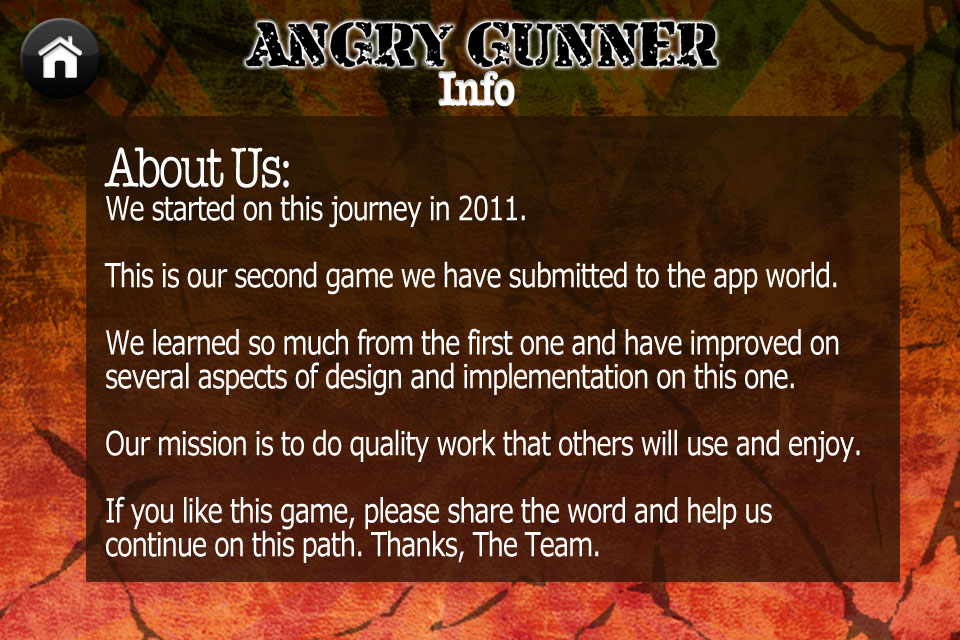 ANGRY GUNNER
Info
About Us:
We started on this journey in 2011.
This is our second game we have submitted to the app world.
We learned so much from the first one and have improved on
several aspects of design and implementation on this one.
Our mission is to do quality work that others will use and enjoy.
If you like this game, please share the word and help us
continue on this path. Thanks, The Team.